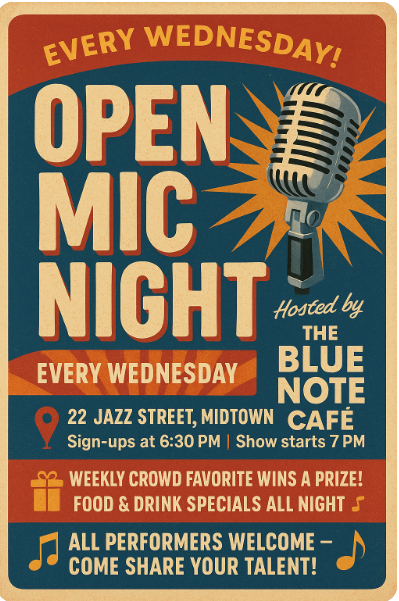 EVERY WEDNESDAY!
OPEN
MIC
NIGHT
Hosted by
THE
BLUE
NOTE
CAFÉ
EVERY WEDNESDAY
22 JAZZ STREET, MIDTOWN
Sign-ups at 6:30 PM | Show starts 7 PM
WEEKLY CROWD FAVORITE WINS A PRIZE!
FOOD & DRINK SPECIALS ALL NIGHT
ALL PERFORMERS WELCOME –
COME SHARE YOUR TALENT!